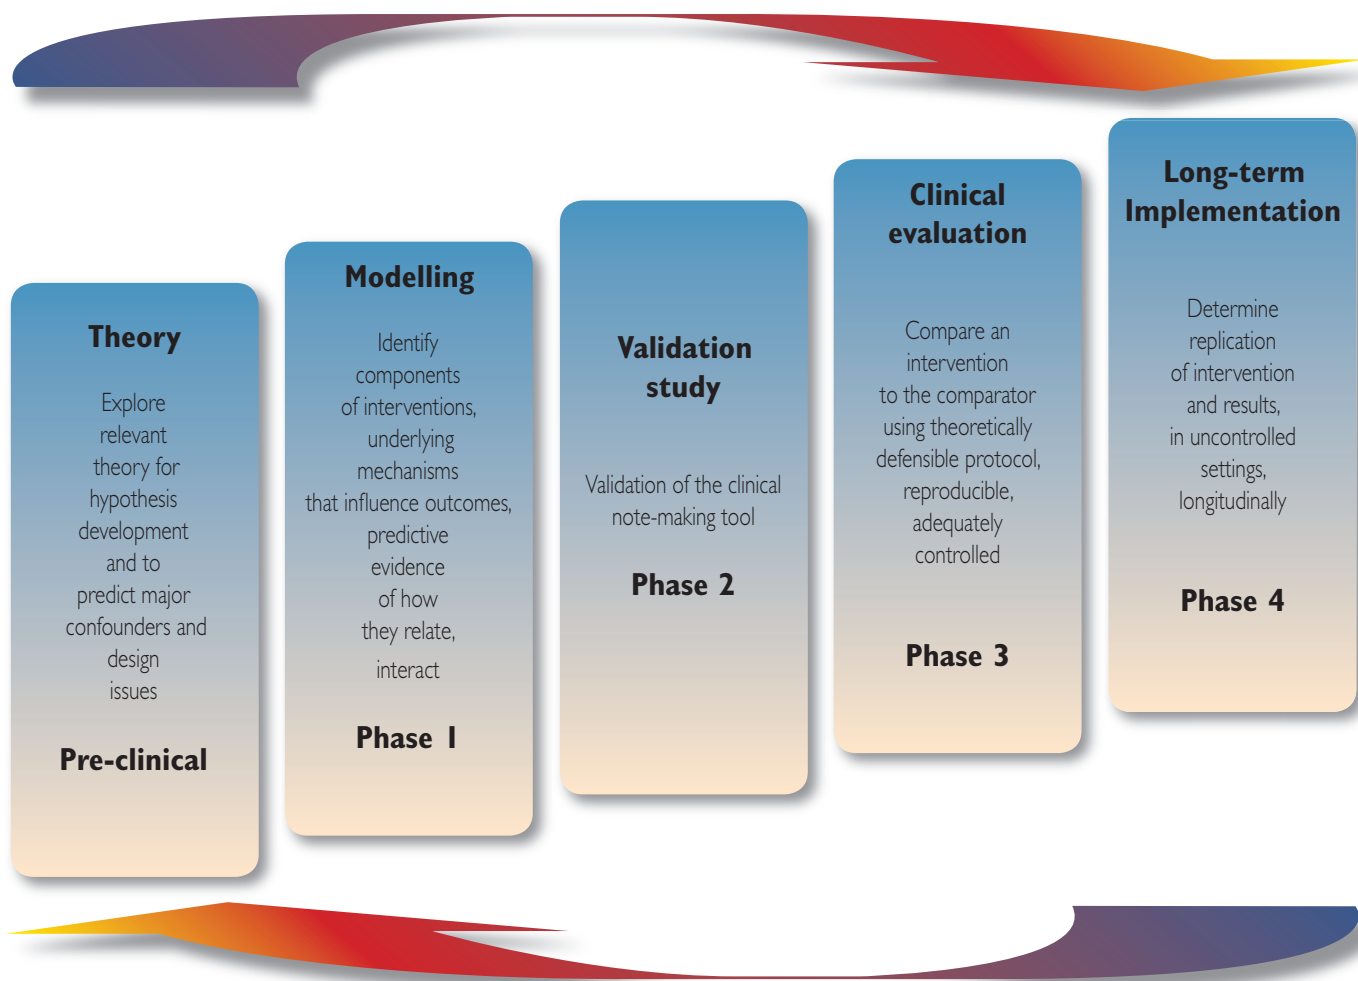 Theory
Explore
relevant
theory for
hypothesis
development
and to
predict major
confounders and
design
issues
Pre-clinical
Modelling
Identify
components
of interventions,
underlying
mechanisms
that influence outcomes,
predictive
evidence
of how
they relate,
interact
Phase 1
Validation
study
Validation of the clinical
note-making tool
Phase 2
Clinical
evaluation
Compare an
intervention
to the comparator
using theoretically
defensible protocol,
reproducible,
adequately
controlled
Phase 3
Long-term
Implementation
Determine
replication
of intervention
and results,
in uncontrolled
settings,
longitudinally
Phase 4